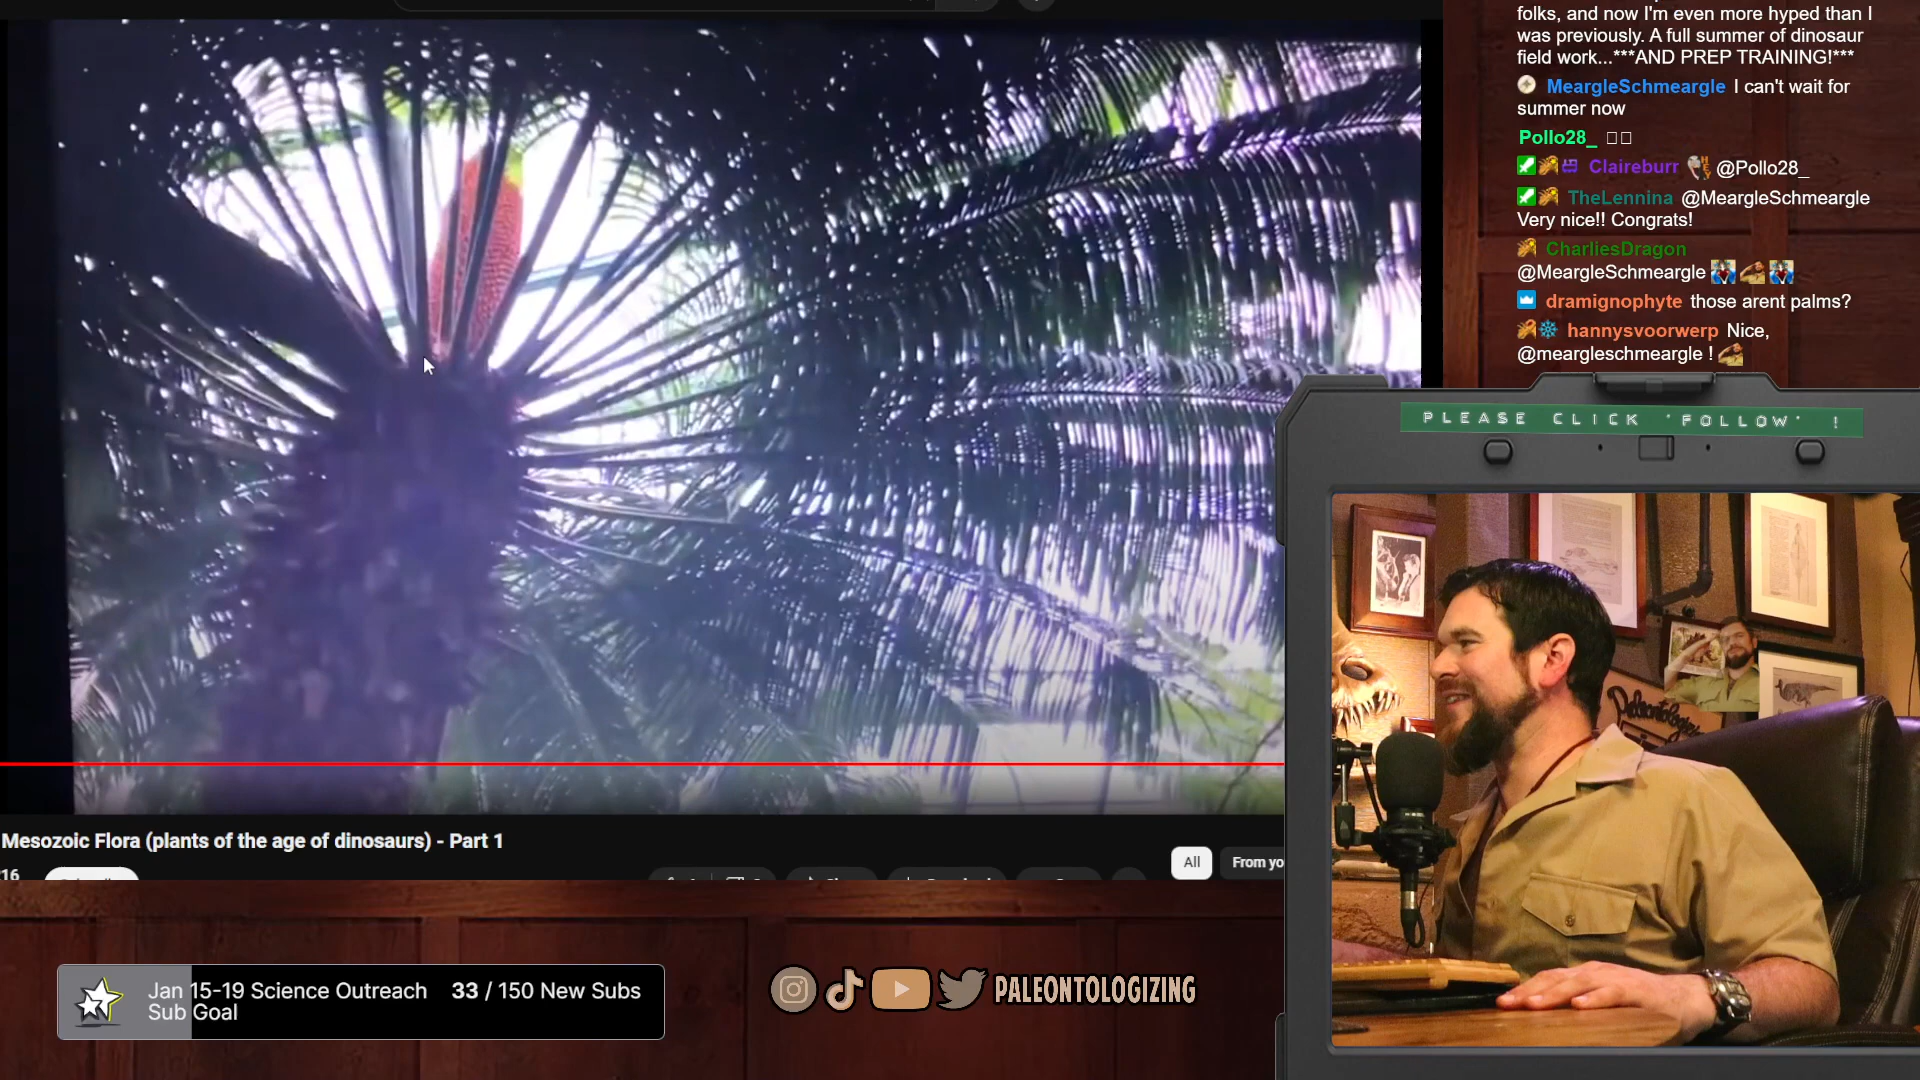 folks, and now I'm even more hyped than I
was previously. A full summer of dinosaur
field work...***AND PREP TRAINING!***
MeargleSchmeargle I can't wait for
summer now
Pollo28_
Claireburr @Pollo28_
TheLennina @MeargleSchmeargle
Very nice!! Congrats!
CharliesDragon
@MeargleSchmeargle
dramignophyte those arent palms?
hannysvoorwerp Nice,
@meargleschmeargle !
PLEASE CLICK 'FOLLOW' !
Paleontologizing
Mesozoic Flora (plants of the age of dinosaurs) - Part 1
All
From yo
16
Jan 15-19 Science Outreach 33 / 150 New Subs
Sub Goal
PALEONTOLOGIZING